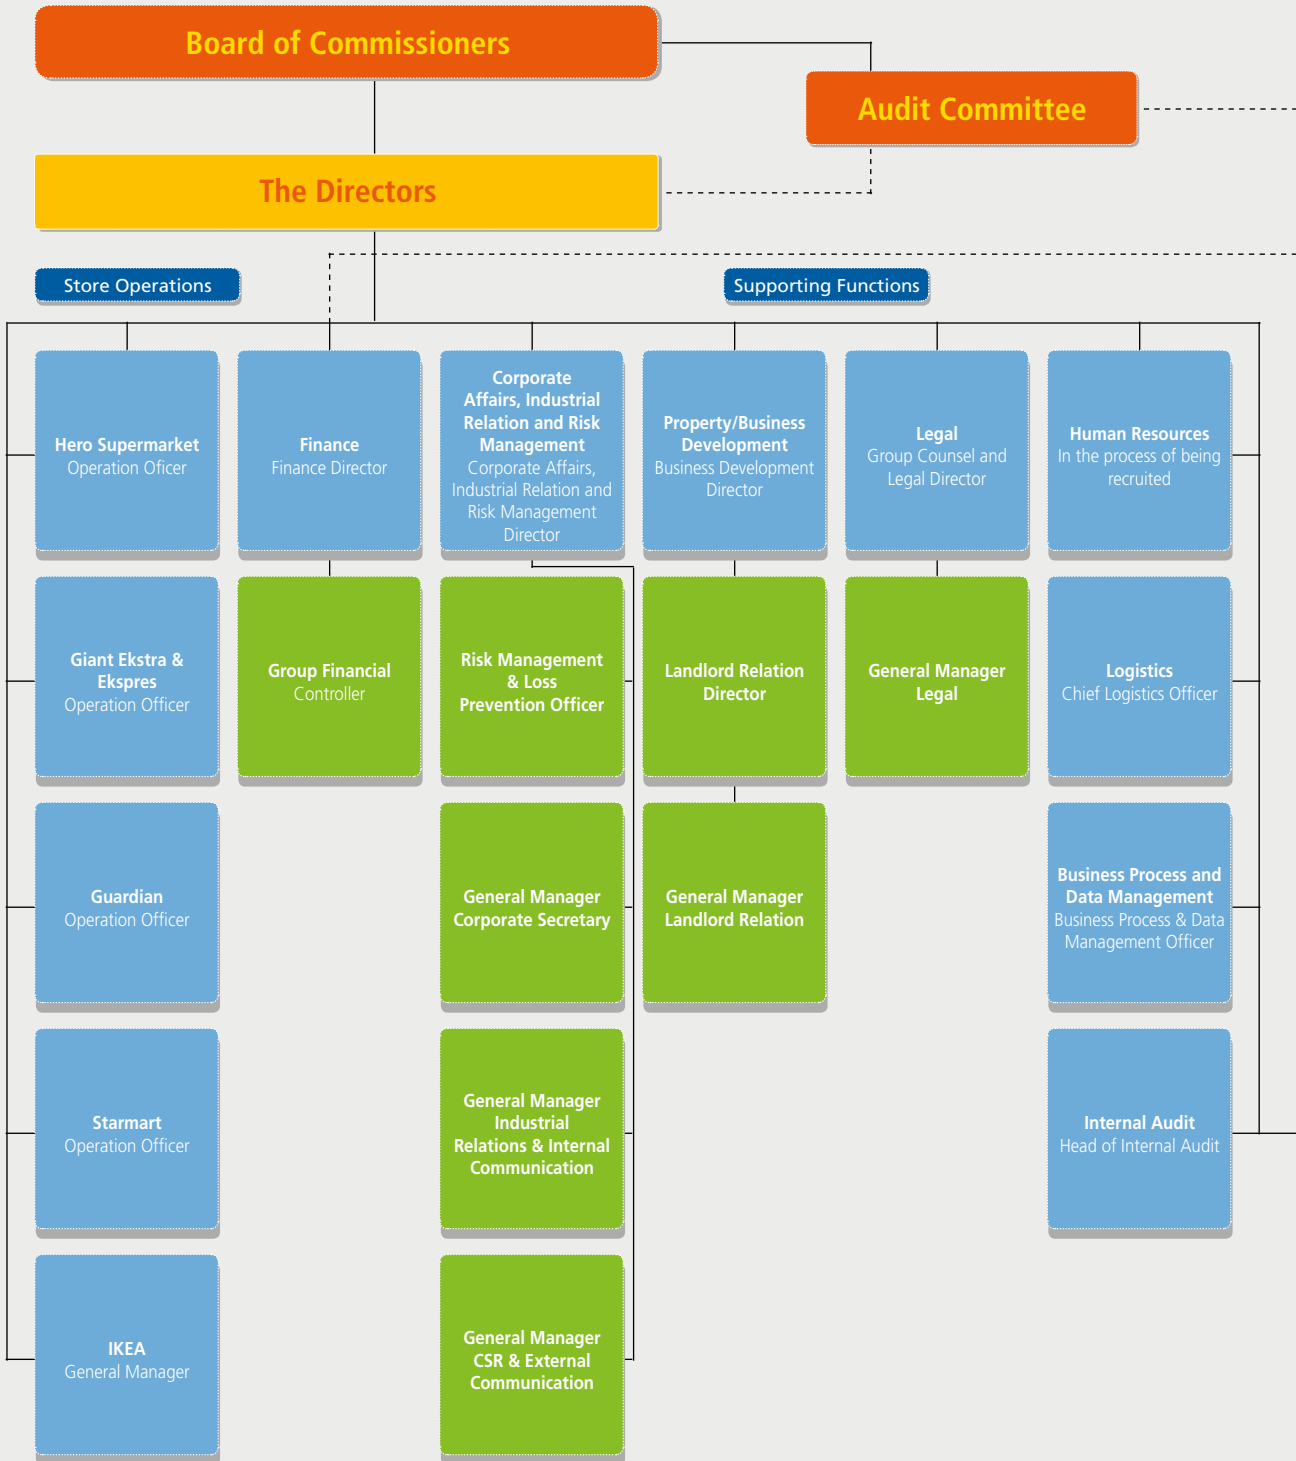 Board of Commissioners
Audit Committee
The Directors
Store Operations
Supporting Functions
Hero Supermarket
Operation Oficer
Finance
Finance Director
Corporate
Affairs, Industrial
Relation and Risk
Management
Corporate Affairs,
Industrial Relation and
Risk Management
Director
Property/Business
Development
Business Development
Director
Legal
Group Counsel and
Legal Director
Human Resources
In the process of being
recruited
Giant Ekstra &
Ekspres
Operation Officer
Group Financial
Controller
Risk Management
& Loss
Prevention Officer
Landlord Relation
Director
General Manager
Legal
Logistics
Chief Logistics Officer
Guardian
Operation Officer
General Manager
Corporate Secretary
General Manager
Landlord Relation
Business Process and
Data Management
Business Process & Data
Management Officer
Starmart
Operation Officer
General Manager
Industrial
Relations & Internal
Communication
Internal Audit
Head of Internal Audit
IKEA
General Manager
General Manager
CSR & External
Communication